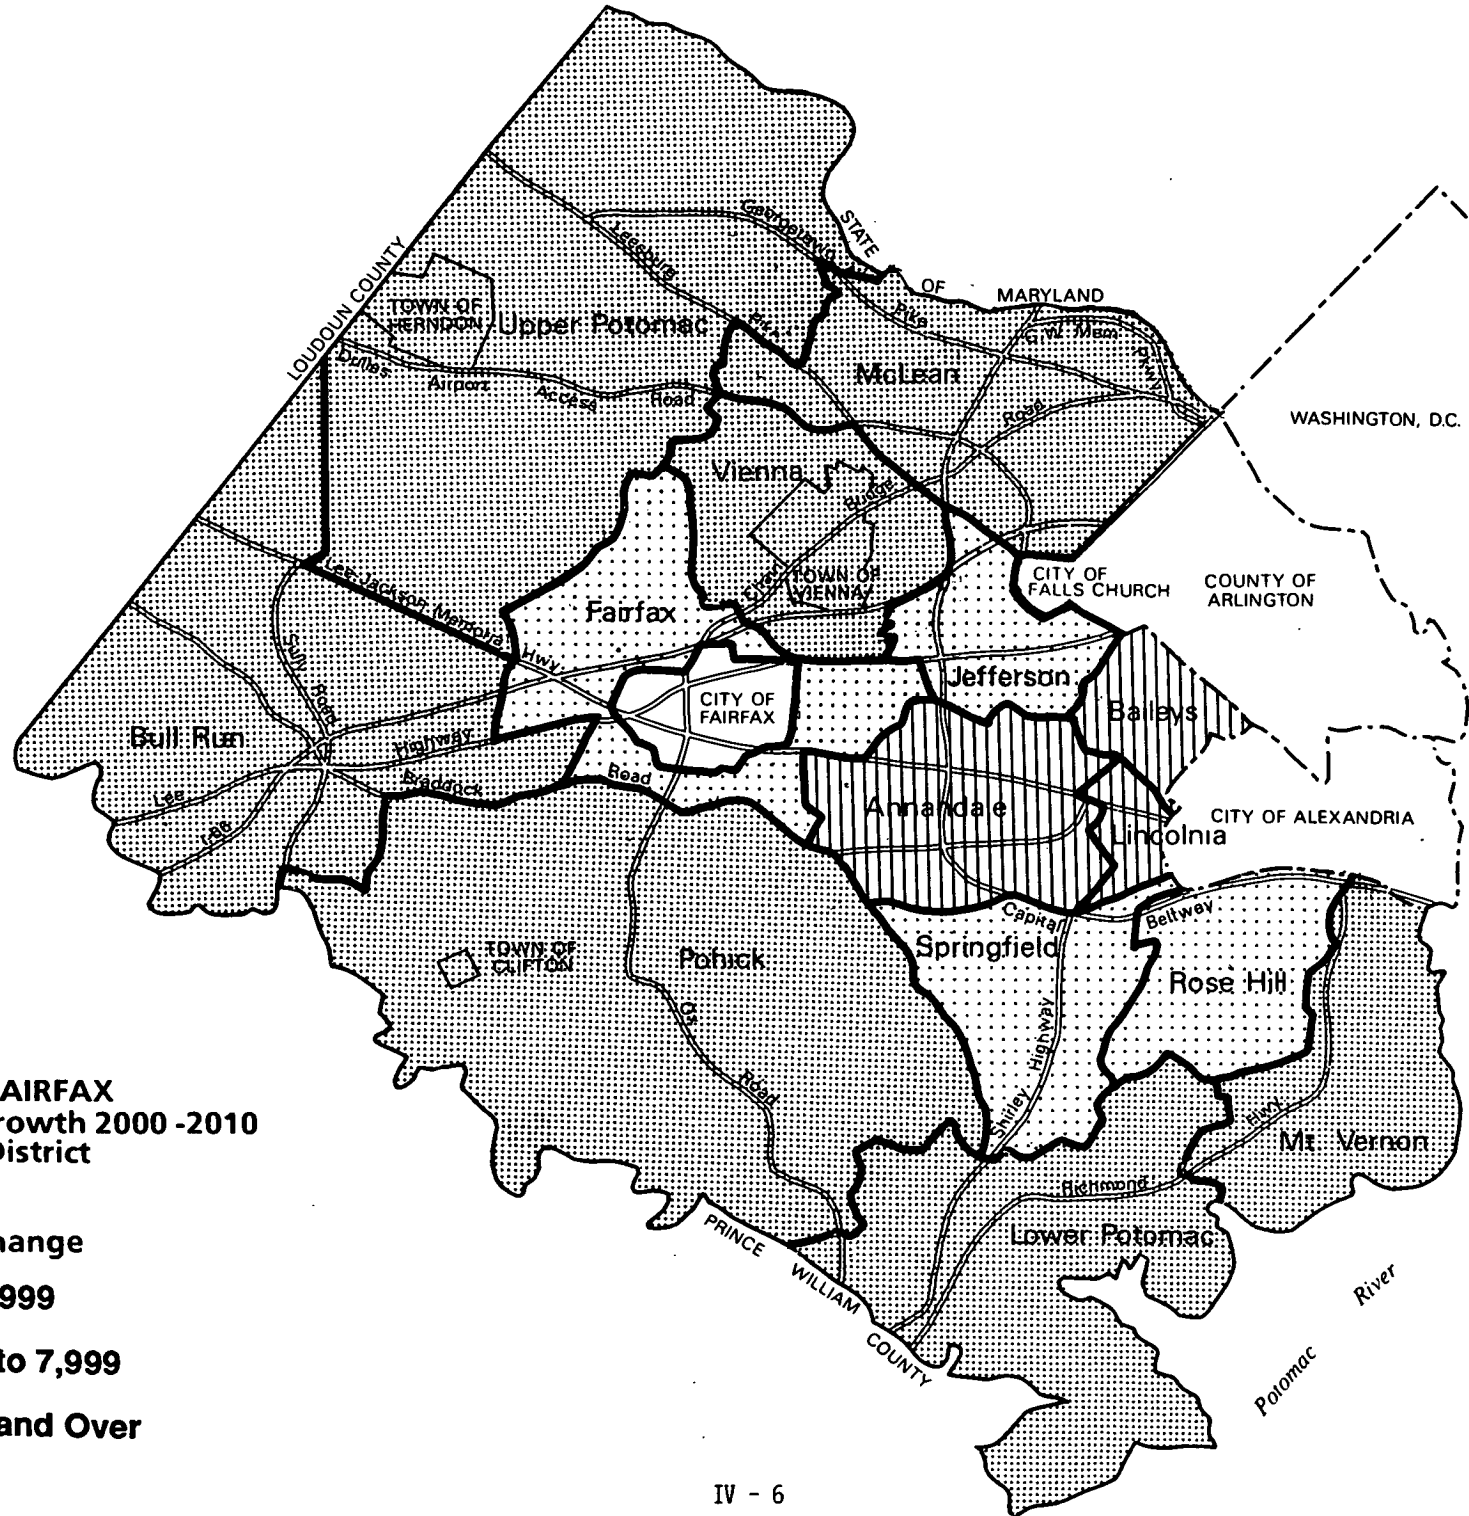 STATE
OF
MARYLAND
LOUDOUN COUNTY
Georgetown
Pike
Leesburg
Pike
G.W. Mem.
Pkwy
TOWN OF
HERNDON
Upper Potomac
McLean
Dulles
Airport
Access
Road
Road
WASHINGTON, D.C.
Vienna
TOWN OF
VIENNA
CITY OF
FALLS CHURCH
COUNTY OF
ARLINGTON
Lee-Jackson Memorial
Hwy
Fairfax
Jefferson
CITY OF
FAIRFAX
Baileys
Sully
Road
Bull Run
Highway
Braddock
Road
Lee
I-66
Annandale
Lincolnia
CITY OF ALEXANDRIA
Capital
Beltway
TOWN OF
CLIFTON
Pohick
Springfield
Rose Hill
Ox
Road
Shirley
Highway
AIRFAX
rowth 2000 -2010
District
Hwy
Mt. Vernon
Richmond
Lower Potomac
PRINCE
WILLIAM
COUNTY
hange
999
to 7,999
and Over
River
Potomac
IV - 6